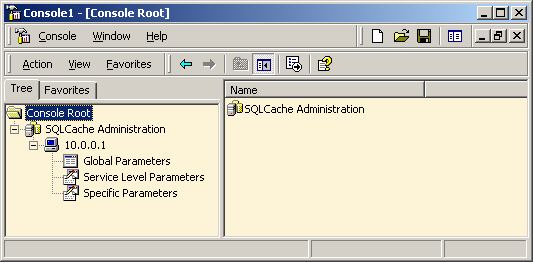 Console1 - [Console Root]
Console Window Help
Action View Favorites
Tree Favorites
Name
Console Root
SQLCache Administration
SQLCache Administration
10.0.0.1
Global Parameters
Service Level Parameters
Specific Parameters